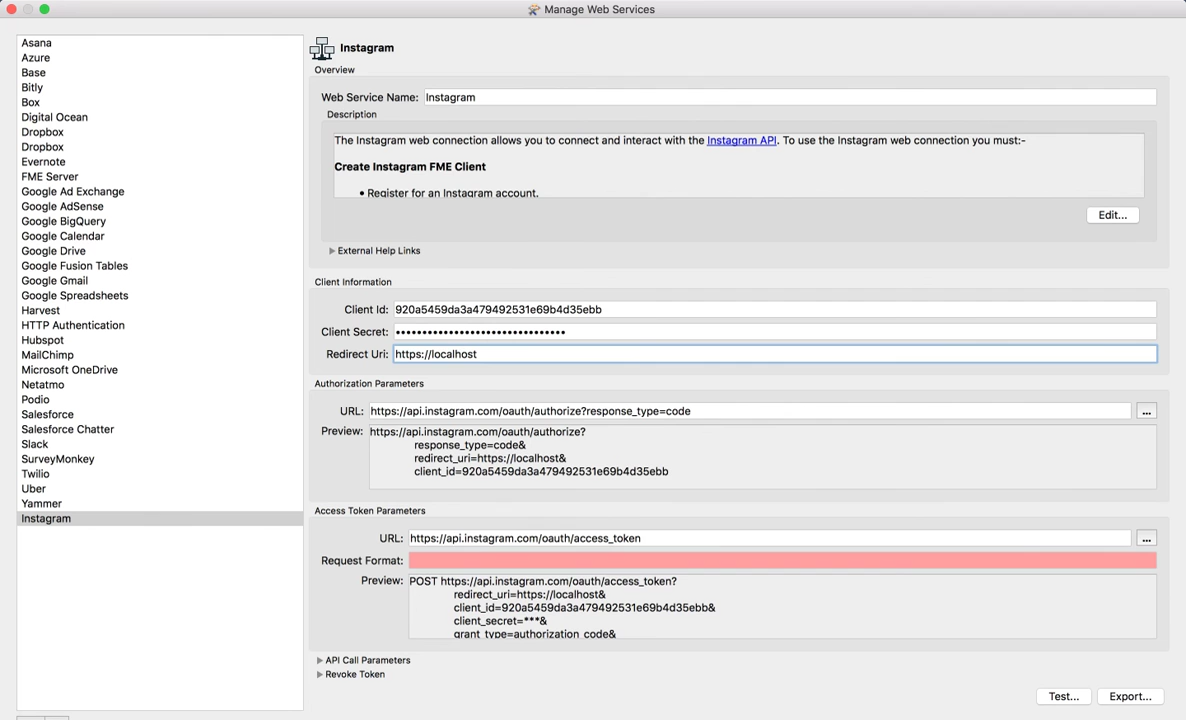 Manage Web Services
Asana
Azure
Base
Bitly
Box
Digital Ocean
Dropbox
Dropbox
Evernote
FME Server
Google Ad Exchange
Google AdSense
Google BigQuery
Google Calendar
Google Drive
Google Fusion Tables
Google Gmail
Google Spreadsheets
Harvest
HTTP Authentication
Hubspot
MailChimp
Microsoft OneDrive
Netatmo
Podio
Salesforce
Salesforce Chatter
Slack
SurveyMonkey
Twilio
Uber
Yammer
Instagram
Instagram
Overview
Web Service Name: Instagram
Description
The Instagram web connection allows you to connect and interact with the Instagram API. To use the Instagram web connection you must:-
Create Instagram FME Client
• Register for an Instagram account.
Edit...
External Help Links
Client Information
Client Id: 920a5459da3a479492531e69b4d35ebb
Client Secret: ••••••••••••••••••••••••••••••••
Redirect Uri: https://localhost
Authorization Parameters
URL: https://api.instagram.com/oauth/authorize?response_type=code ...
Preview: https://api.instagram.com/oauth/authorize?
response_type=code&
redirect_uri=https://localhost&
client_id=920a5459da3a479492531e69b4d35ebb
Access Token Parameters
URL: https://api.instagram.com/oauth/access_token ...
Request Format:
Preview: POST https://api.instagram.com/oauth/access_token?
redirect_uri=https://localhost&
client_id=920a5459da3a479492531e69b4d35ebb&
client_secret=***&
grant_type=authorization_code&
API Call Parameters
Revoke Token
Test... Export...